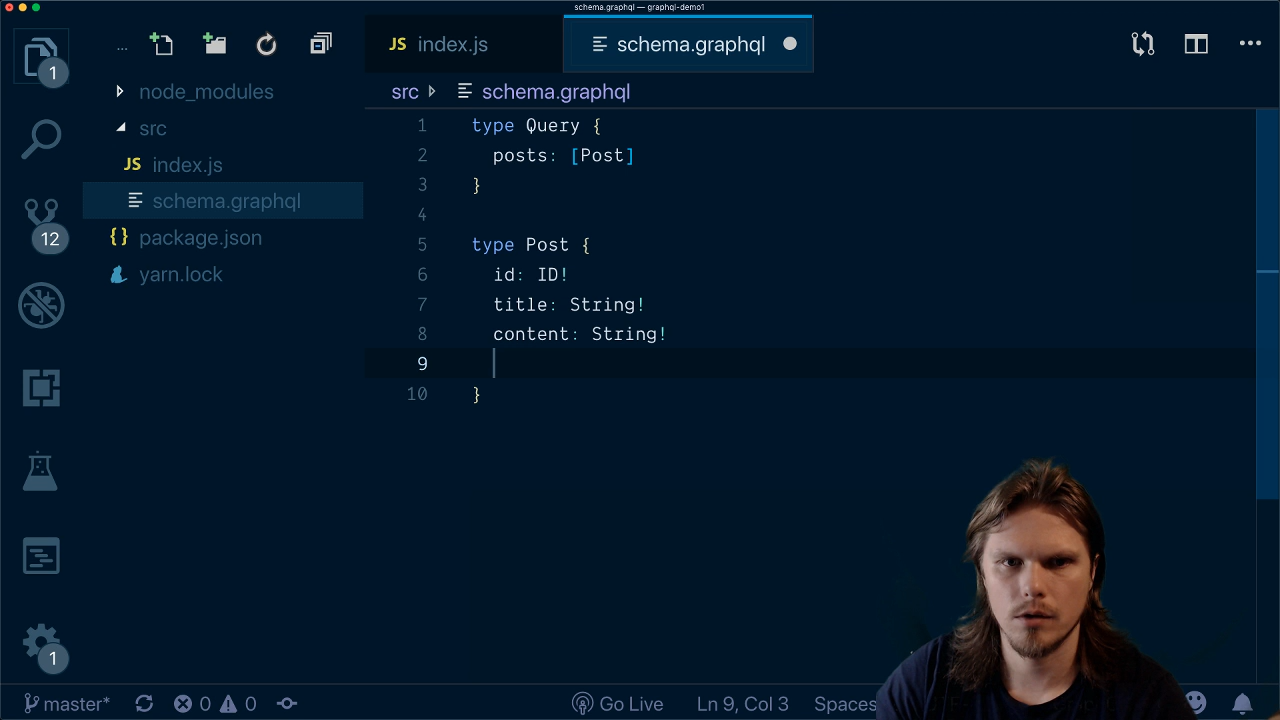 schema.graphql — graphql-demo1
1
...
JS index.js
schema.graphql
...
node_modules
src
JS index.js
schema.graphql
{} package.json
yarn.lock
12
1
src schema.graphql
1 type Query {
2 posts: [Post]
3 }
4
5 type Post {
6 id: ID!
7 title: String!
8 content: String!
9
10 }
master* 0 0 Go Live Ln 9, Col 3 Spaces